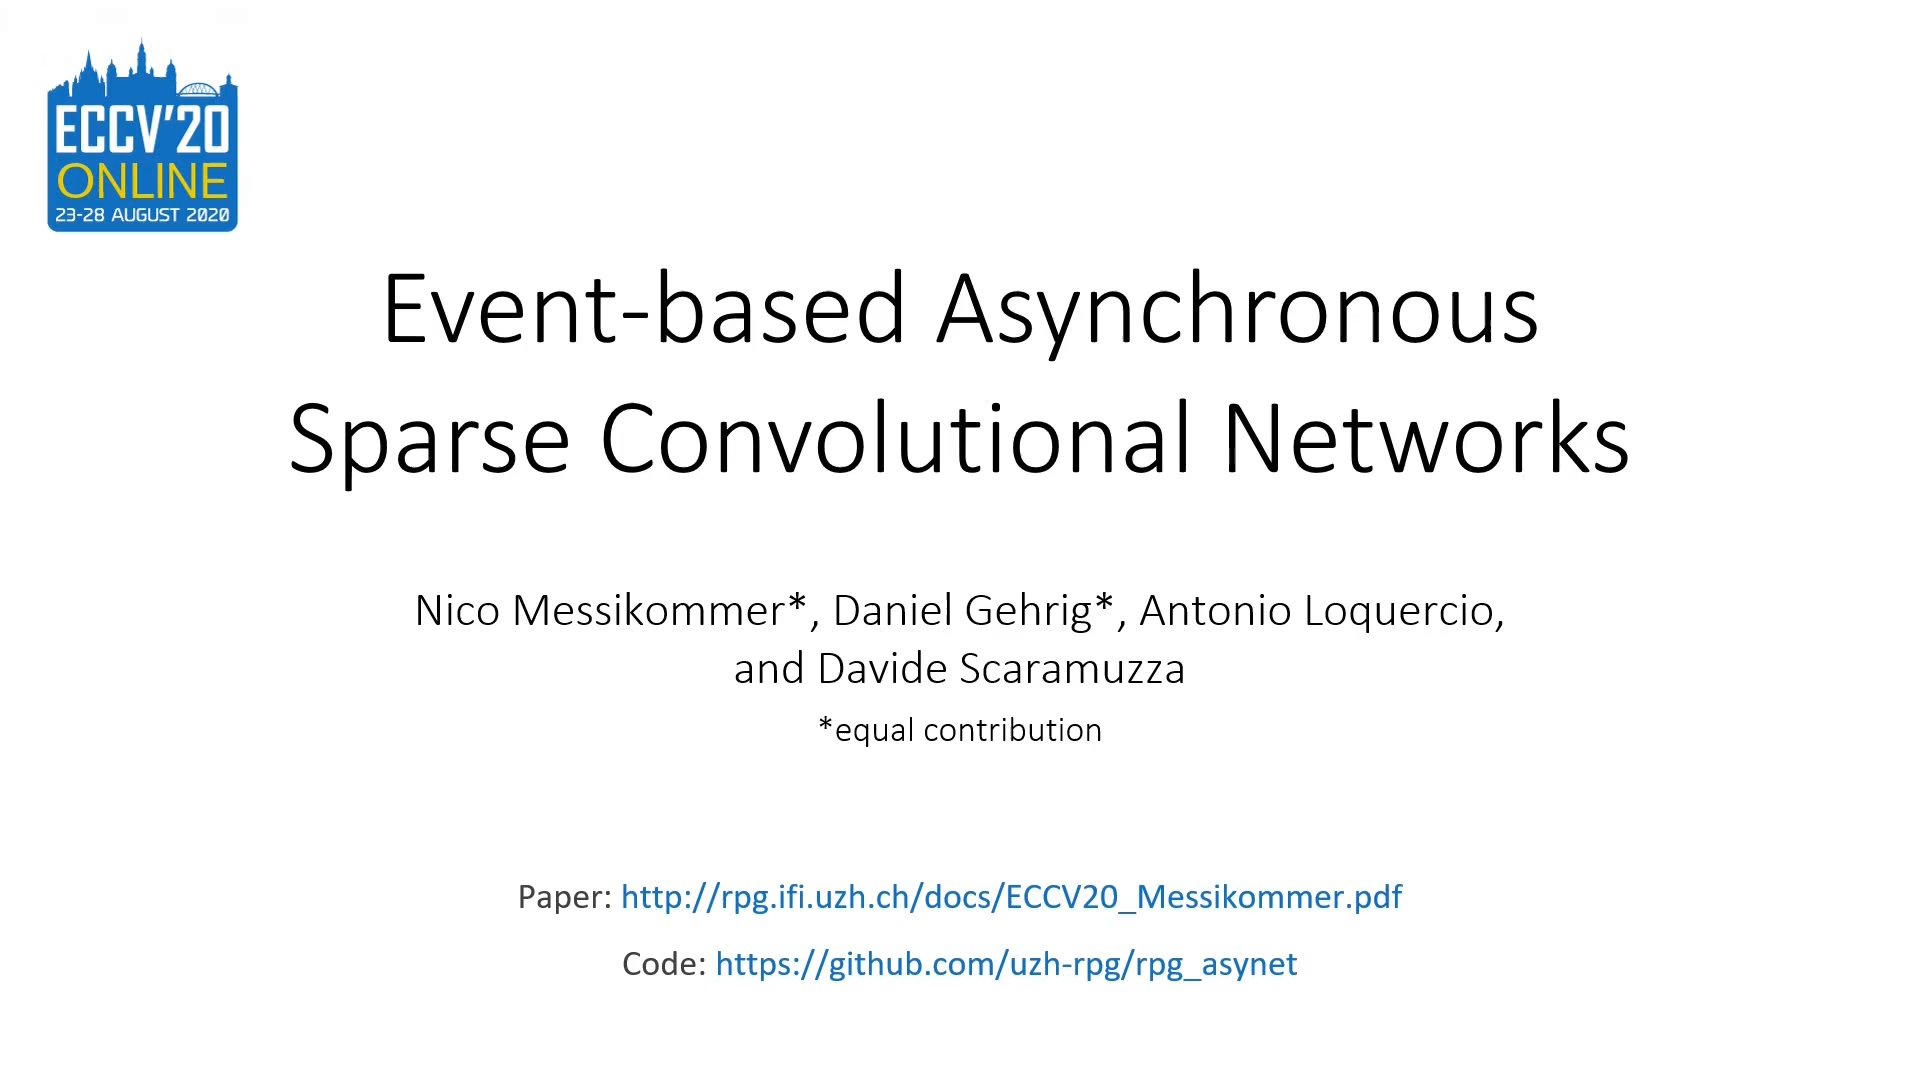 ECCV'20
ONLINE
23-28 AUGUST 2020
Event-based Asynchronous
Sparse Convolutional Networks
Nico Messikommer*, Daniel Gehrig*, Antonio Loquercio,
and Davide Scaramuzza
*equal contribution
Paper: http://rpg.ifi.uzh.ch/docs/ECCV20_Messikommer.pdf
Code: https://github.com/uzh-rpg/rpg_asynet